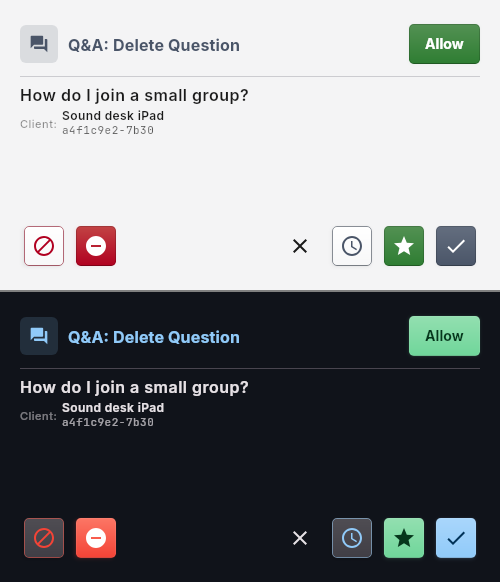 Q&A: Delete Question
Allow
How do I join a small group?
Client: Sound desk iPad
a4f1c9e2-7b30
Q&A: Delete Question
Allow
How do I join a small group?
Client: Sound desk iPad
a4f1c9e2-7b30